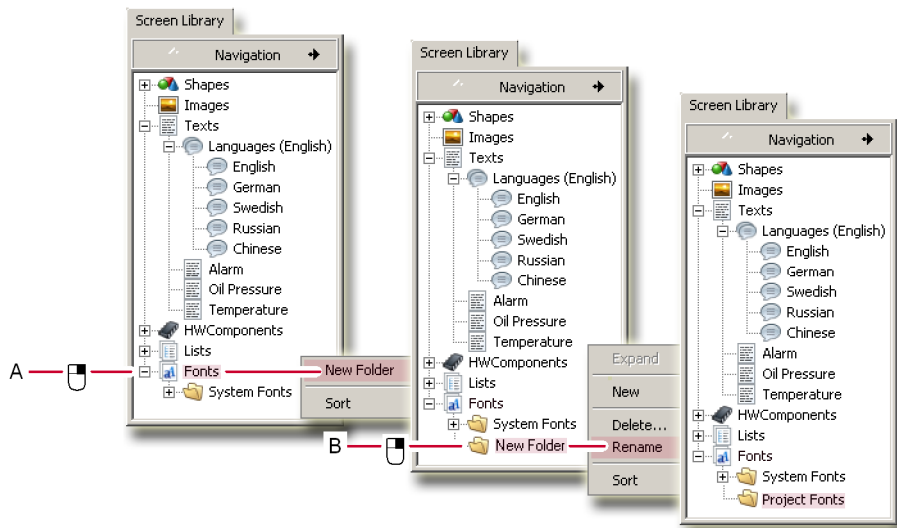 Screen Library
Navigation
Shapes
Images
Texts
Languages (English)
English
German
Swedish
Russian
Chinese
Alarm
Oil Pressure
Temperature
HWComponents
Lists
Fonts
System Fonts
A
New Folder
Sort
Screen Library
Navigation
Shapes
Images
Texts
Languages (English)
English
German
Swedish
Russian
Chinese
Alarm
Oil Pressure
Temperature
HWComponents
Lists
Fonts
System Fonts
New Folder
B
Expand
New
Delete...
Rename
Sort
Screen Library
Navigation
Shapes
Images
Texts
Languages (English)
English
German
Swedish
Russian
Chinese
Alarm
Oil Pressure
Temperature
HWComponents
Lists
Fonts
System Fonts
Project Fonts